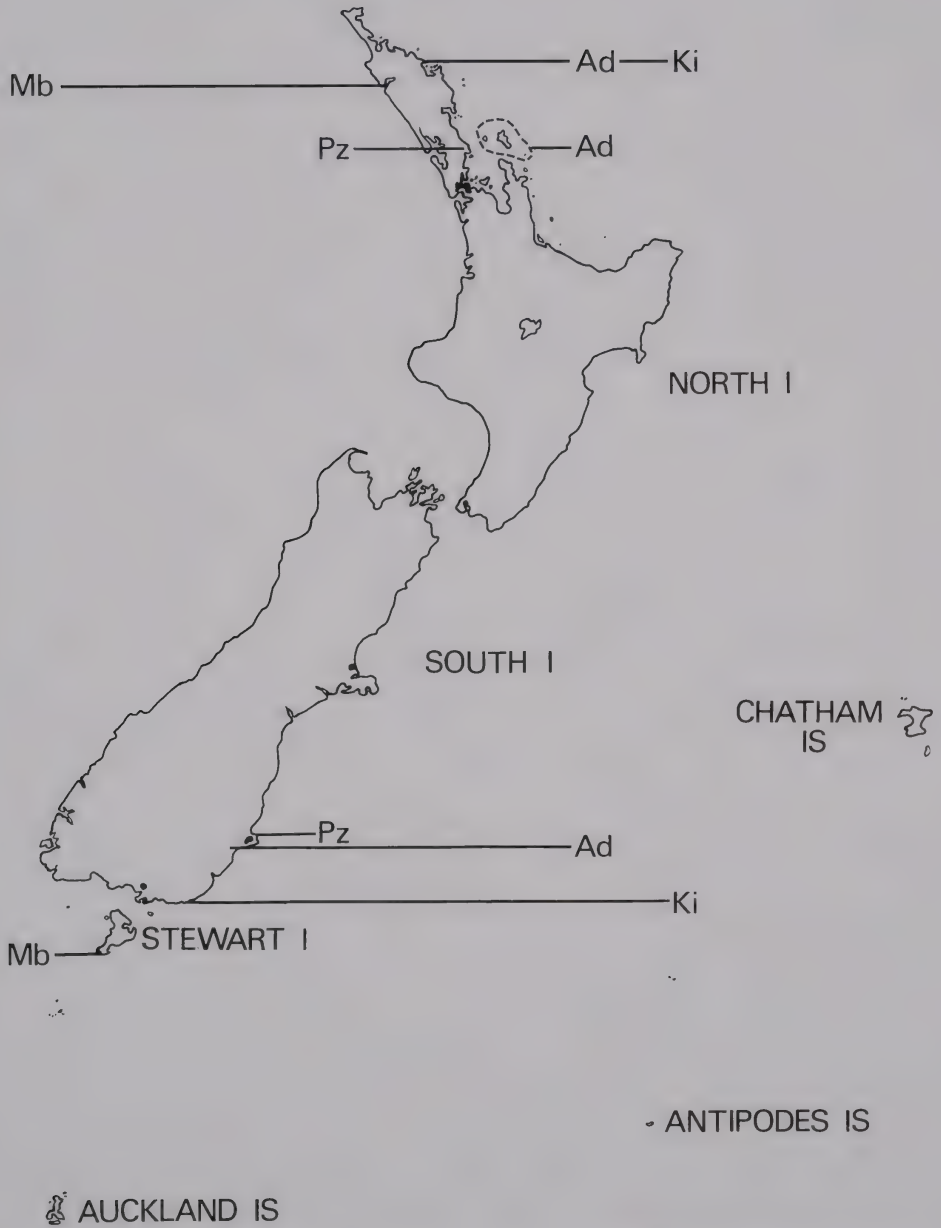 Ad Ki
Mb
Pz Ad
NORTH I
SOUTH I
CHATHAM
IS
Pz
Ad
Ki
STEWART I
Mb
ANTIPODES IS
AUCKLAND IS